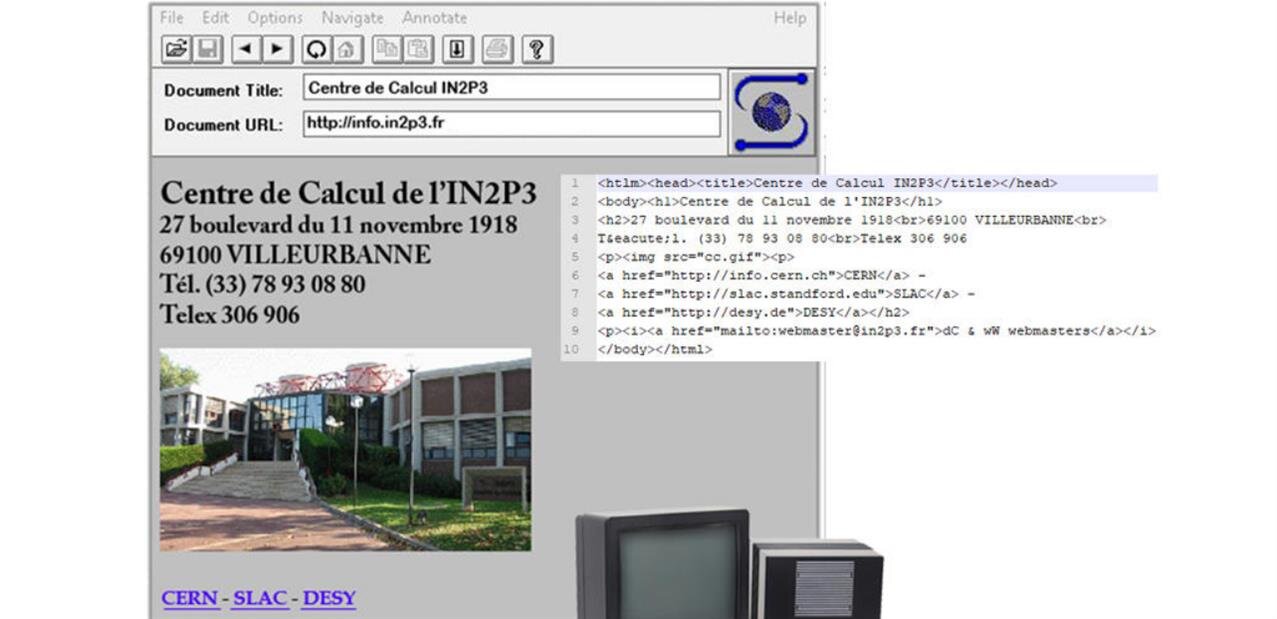 File Edit Options Navigate Annotate Help
Document Title: Centre de Calcul IN2P3
Document URL: http://info.in2p3.fr
Centre de Calcul de l'IN2P3
27 boulevard du 11 novembre 1918
69100 VILLEURBANNE
Tél. (33) 78 93 08 80
Telex 306 906
CERN - SLAC - DESY
1 <htlm><head><title>Centre de Calcul IN2P3</title></head>
2 <body><h1>Centre de Calcul de l'IN2P3</h1>
3 <h2>27 boulevard du 11 novembre 1918<br>69100 VILLEURBANNE<br>
4 T&eacute;l. (33) 78 93 08 80<br>Telex 306 906
5 <p><img src="cc.gif"><p>
6 <a href="http://info.cern.ch">CERN</a> -
7 <a href="http://slac.standford.edu">SLAC</a> -
8 <a href="http://desy.de">DESY</a></h2>
9 <p><i><a href="mailto:webmaster@in2p3.fr">dC & wW webmasters</a></i>
10 </body></html>